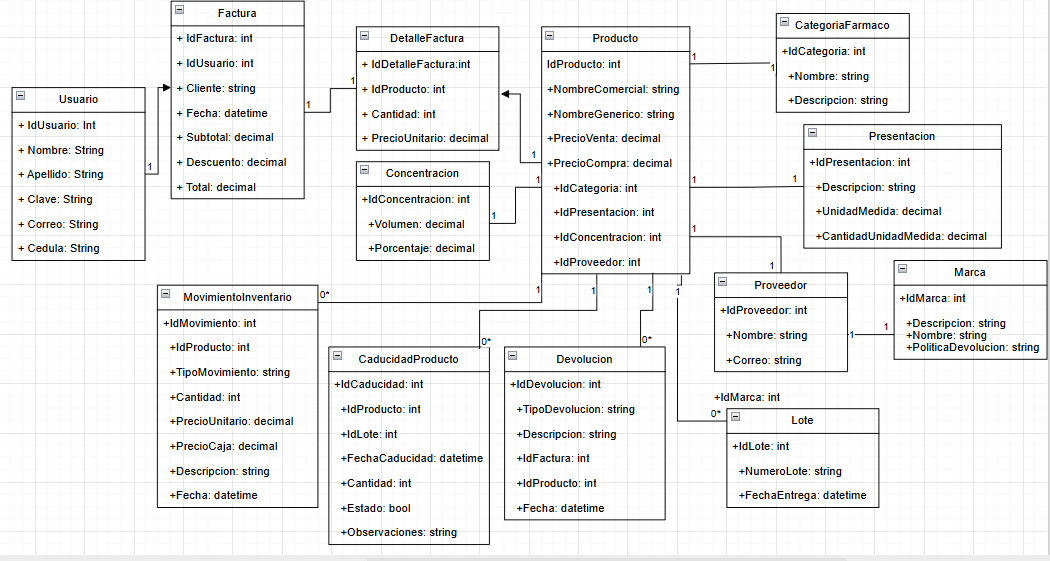 Factura
+ IdFactura: int
+ IdUsuario: int
+ Cliente: string
+ Fecha: datetime
+ Subtotal: decimal
+ Descuento: decimal
+ Total: decimal
Usuario
+ IdUsuario: Int
+ Nombre: String
+ Apellido: String
+ Clave: String
+ Correo: String
+ Cedula: String
1
1
1
DetalleFactura
+ IdDetalleFactura:int
+ IdProducto: int
+ Cantidad: int
+ PrecioUnitario: decimal
1
Concentracion
+IdConcentracion: int
+Volumen: decimal
+Porcentaje: decimal
1
1
Producto
IdProducto: int
+NombreComercial: string
+NombreGenerico: string
+PrecioVenta: decimal
+PrecioCompra: decimal
+IdCategoria: int
+IdPresentacion: int
+IdConcentracion: int
+IdProveedor: int
1
1
CategoriaFarmaco
+IdCategoria: int
+Nombre: string
+Descripcion: string
1
1
Presentacion
+IdPresentacion: int
+Descripcion: string
+UnidadMedida: decimal
+CantidadUnidadMedida: decimal
1
1
Proveedor
+IdProveedor: int
+Nombre: string
+Correo: string
+IdMarca: int
1
1
Marca
+IdMarca: int
+Descripcion: string
+Nombre: string
+PoliticaDevolucion: string
1
0*
MovimientoInventario
+IdMovimiento: int
+IdProducto: int
+TipoMovimiento: string
+Cantidad: int
+PrecioUnitario: decimal
+PrecioCaja: decimal
+Descripcion: string
+Fecha: datetime
1
0*
CaducidadProducto
+IdCaducidad: int
+IdProducto: int
+IdLote: int
+FechaCaducidad: datetime
+Cantidad: int
+Estado: bool
+Observaciones: string
1
0*
Devolucion
+IdDevolucion: int
+TipoDevolucion: string
+Descripcion: string
+IdFactura: int
+IdProducto: int
+Fecha: datetime
1
0*
Lote
+IdLote: int
+NumeroLote: string
+FechaEntrega: datetime